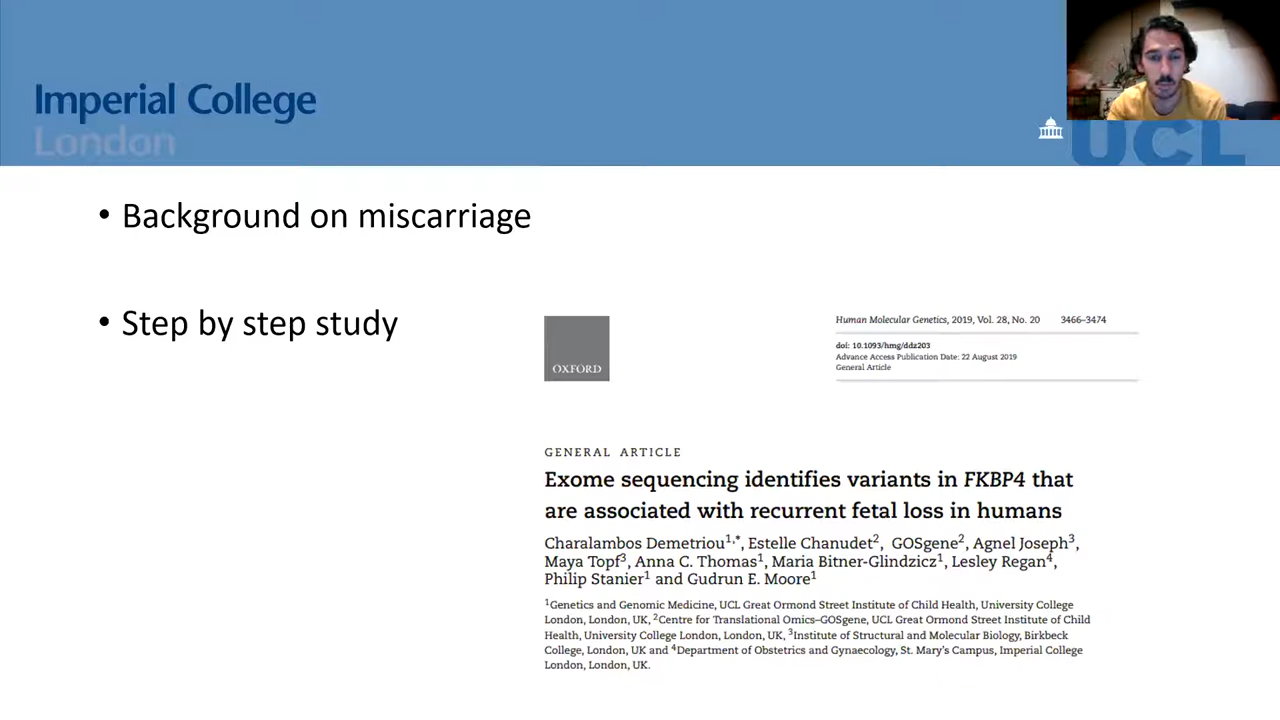 Imperial College
London
UCL
• Background on miscarriage
• Step by step study
OXFORD
Human Molecular Genetics, 2019, Vol. 28, No. 20 3466–3474
doi: 10.1093/hmg/ddz203
Advance Access Publication Date: 22 August 2019
General Article
GENERAL ARTICLE
Exome sequencing identifies variants in FKBP4 that
are associated with recurrent fetal loss in humans
Charalambos Demetriou1,*, Estelle Chanudet2, GOSgene2, Agnel Joseph3,
Maya Topf3, Anna C. Thomas1, Maria Bitner-Glindzicz1, Lesley Regan4,
Philip Stanier1 and Gudrun E. Moore1
1Genetics and Genomic Medicine, UCL Great Ormond Street Institute of Child Health, University College
London, London, UK, 2Centre for Translational Omics–GOSgene, UCL Great Ormond Street Institute of Child
Health, University College London, London, UK, 3Institute of Structural and Molecular Biology, Birkbeck
College, London, UK and 4Department of Obstetrics and Gynaecology, St. Mary's Campus, Imperial College
London, London, UK.